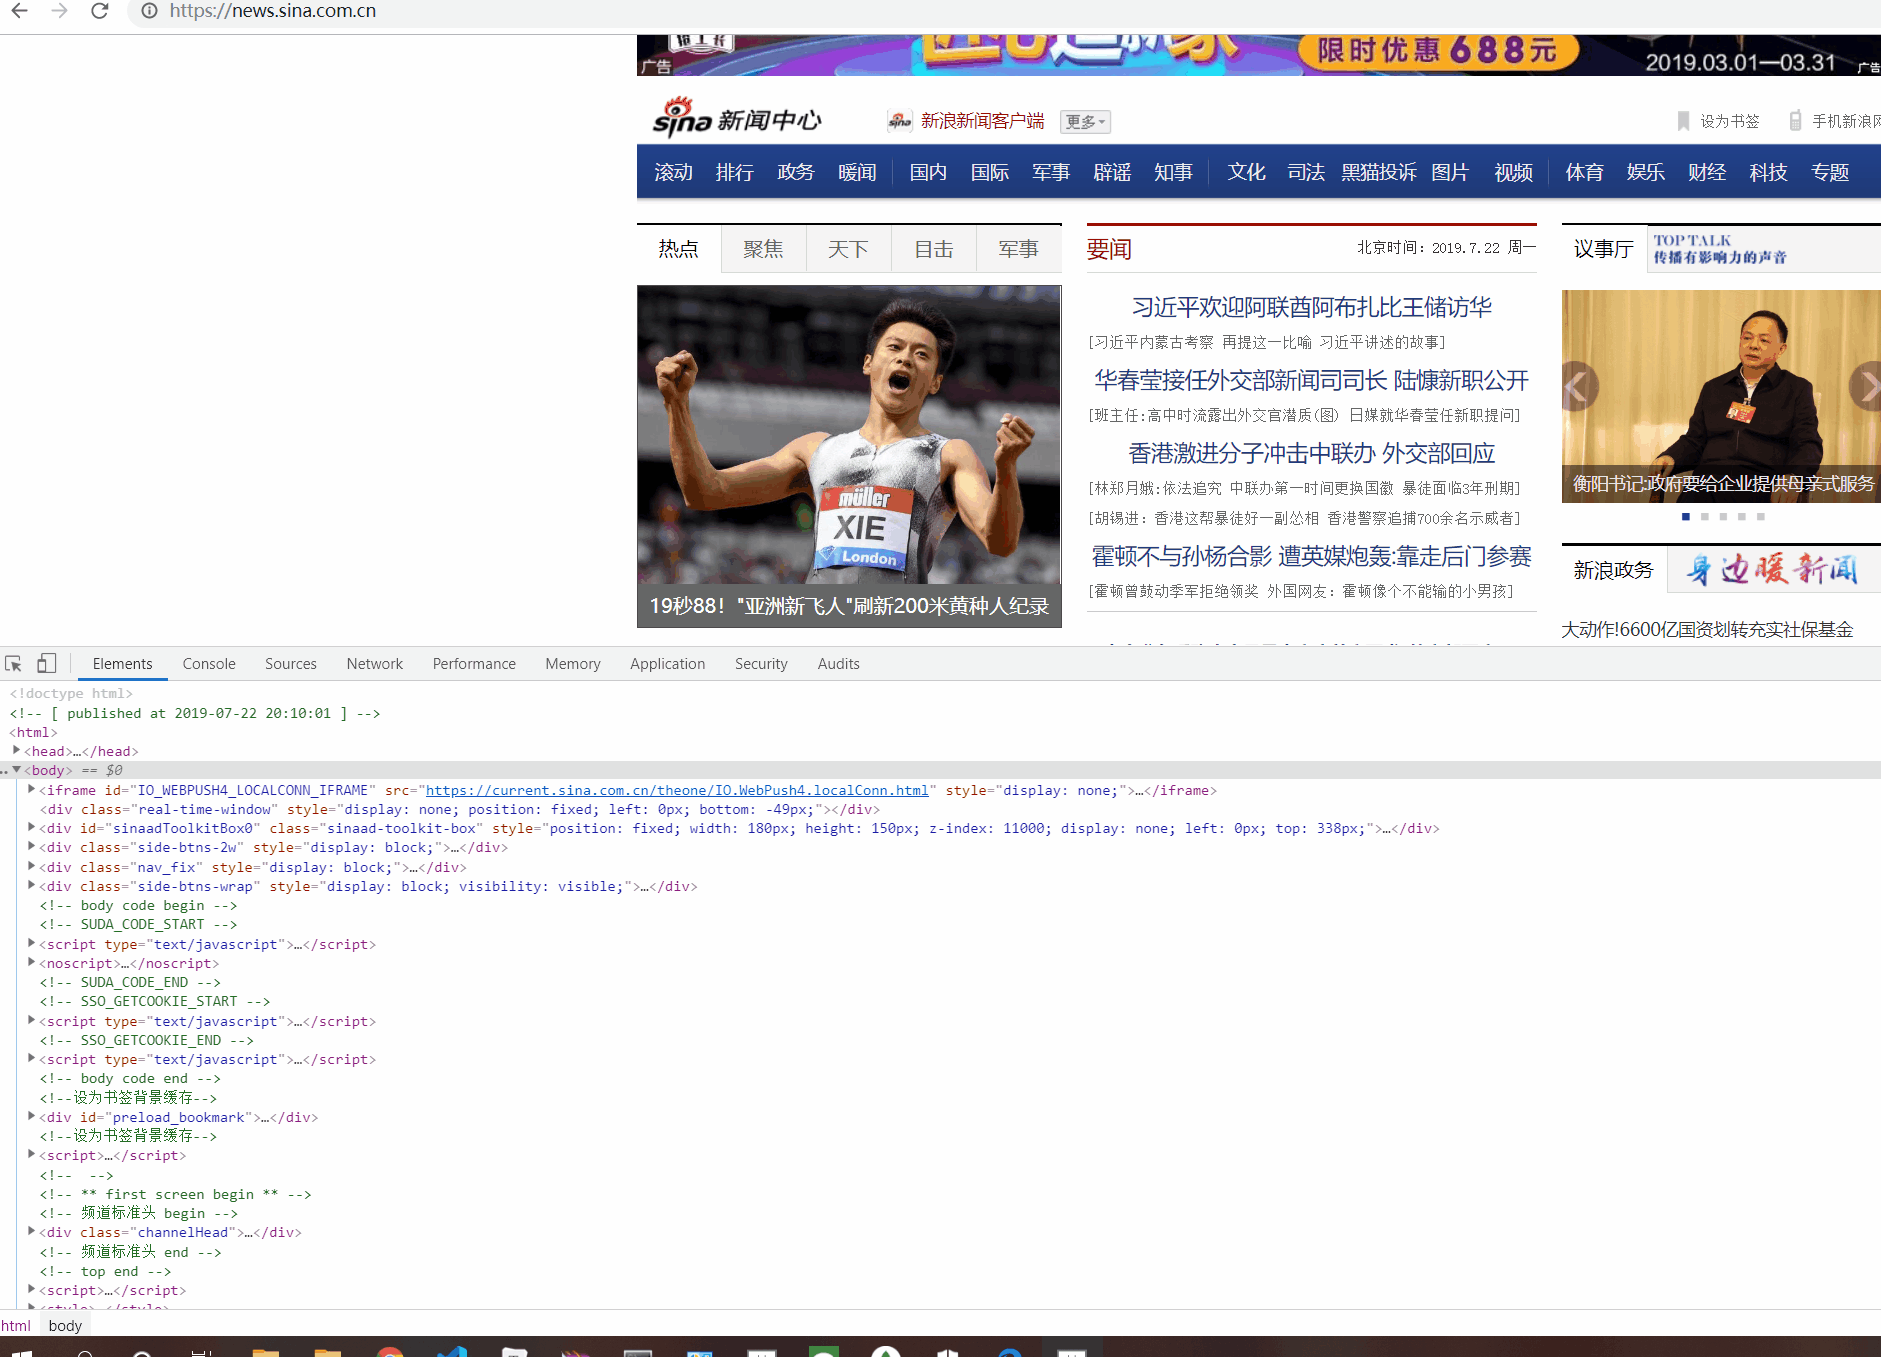 https://news.sina.com.cn
限时优惠688元
2019.03.01—03.31
广告
广告
sina 新闻中心
sina 新浪新闻客户端 更多
设为书签 手机新浪网
滚动 排行 政务 暖闻 国内 国际 军事 辟谣 知事 文化 司法 黑猫投诉 图片 视频 体育 娱乐 财经 科技 专题
热点 聚焦 天下 目击 军事
müller
XIE
London
19秒88！"亚洲新飞人"刷新200米黄种人纪录
要闻 北京时间：2019.7.22 周一
习近平欢迎阿联酋阿布扎比王储访华
[习近平内蒙古考察 再提这一比喻 习近平讲述的故事]
华春莹接任外交部新闻司司长 陆慷新职公开
[班主任:高中时流露出外交官潜质(图) 日媒就华春莹任新职提问]
香港激进分子冲击中联办 外交部回应
[林郑月娥:依法追究 中联办第一时间更换国徽 暴徒面临3年刑期]
[胡锡进：香港这帮暴徒好一副怂相 香港警察追捕700余名示威者]
霍顿不与孙杨合影 遭英媒炮轰:靠走后门参赛
[霍顿曾鼓动季军拒绝领奖 外国网友：霍顿像个不能输的小男孩]
议事厅 TOP TALK
传播有影响力的声音
衡阳书记:政府要给企业提供母亲式服务
新浪政务 身边暖新闻
大动作!6600亿国资划转充实社保基金
Elements Console Sources Network Performance Memory Application Security Audits
<!doctype html>
<!-- [ published at 2019-07-22 20:10:01 ] -->
<html>
<head>…</head>
<body> == $0
<iframe id="IO_WEBPUSH4_LOCALCONN_IFRAME" src="https://current.sina.com.cn/theone/IO.WebPush4.localConn.html" style="display: none;">…</iframe>
<div class="real-time-window" style="display: none; position: fixed; left: 0px; bottom: -49px;"></div>
<div id="sinaadToolkitBox0" class="sinaad-toolkit-box" style="position: fixed; width: 180px; height: 150px; z-index: 11000; display: none; left: 0px; top: 338px;">…</div>
<div class="side-btns-2w" style="display: block;">…</div>
<div class="nav_fix" style="display: block;">…</div>
<div class="side-btns-wrap" style="display: block; visibility: visible;">…</div>
<!-- body code begin -->
<!-- SUDA_CODE_START -->
<script type="text/javascript">…</script>
<noscript>…</noscript>
<!-- SUDA_CODE_END -->
<!-- SSO_GETCOOKIE_START -->
<script type="text/javascript">…</script>
<!-- SSO_GETCOOKIE_END -->
<script type="text/javascript">…</script>
<!-- body code end -->
<!--设为书签背景缓存-->
<div id="preload_bookmark">…</div>
<!--设为书签背景缓存-->
<script>…</script>
<!--  -->
<!-- ** first screen begin ** -->
<!-- 频道标准头 begin -->
<div class="channelHead">…</div>
<!-- 频道标准头 end -->
<!-- top end -->
<script>…</script>
<style>…</style>
html body